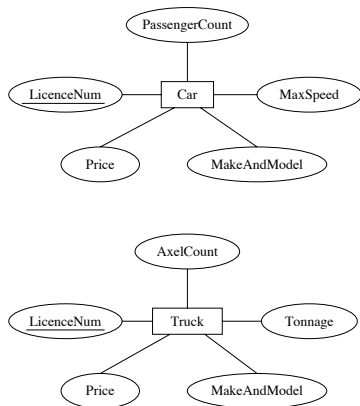 PassengerCount
LicenceNum Car MaxSpeed
Price MakeAndModel
AxelCount
LicenceNum Truck Tonnage
Price MakeAndModel